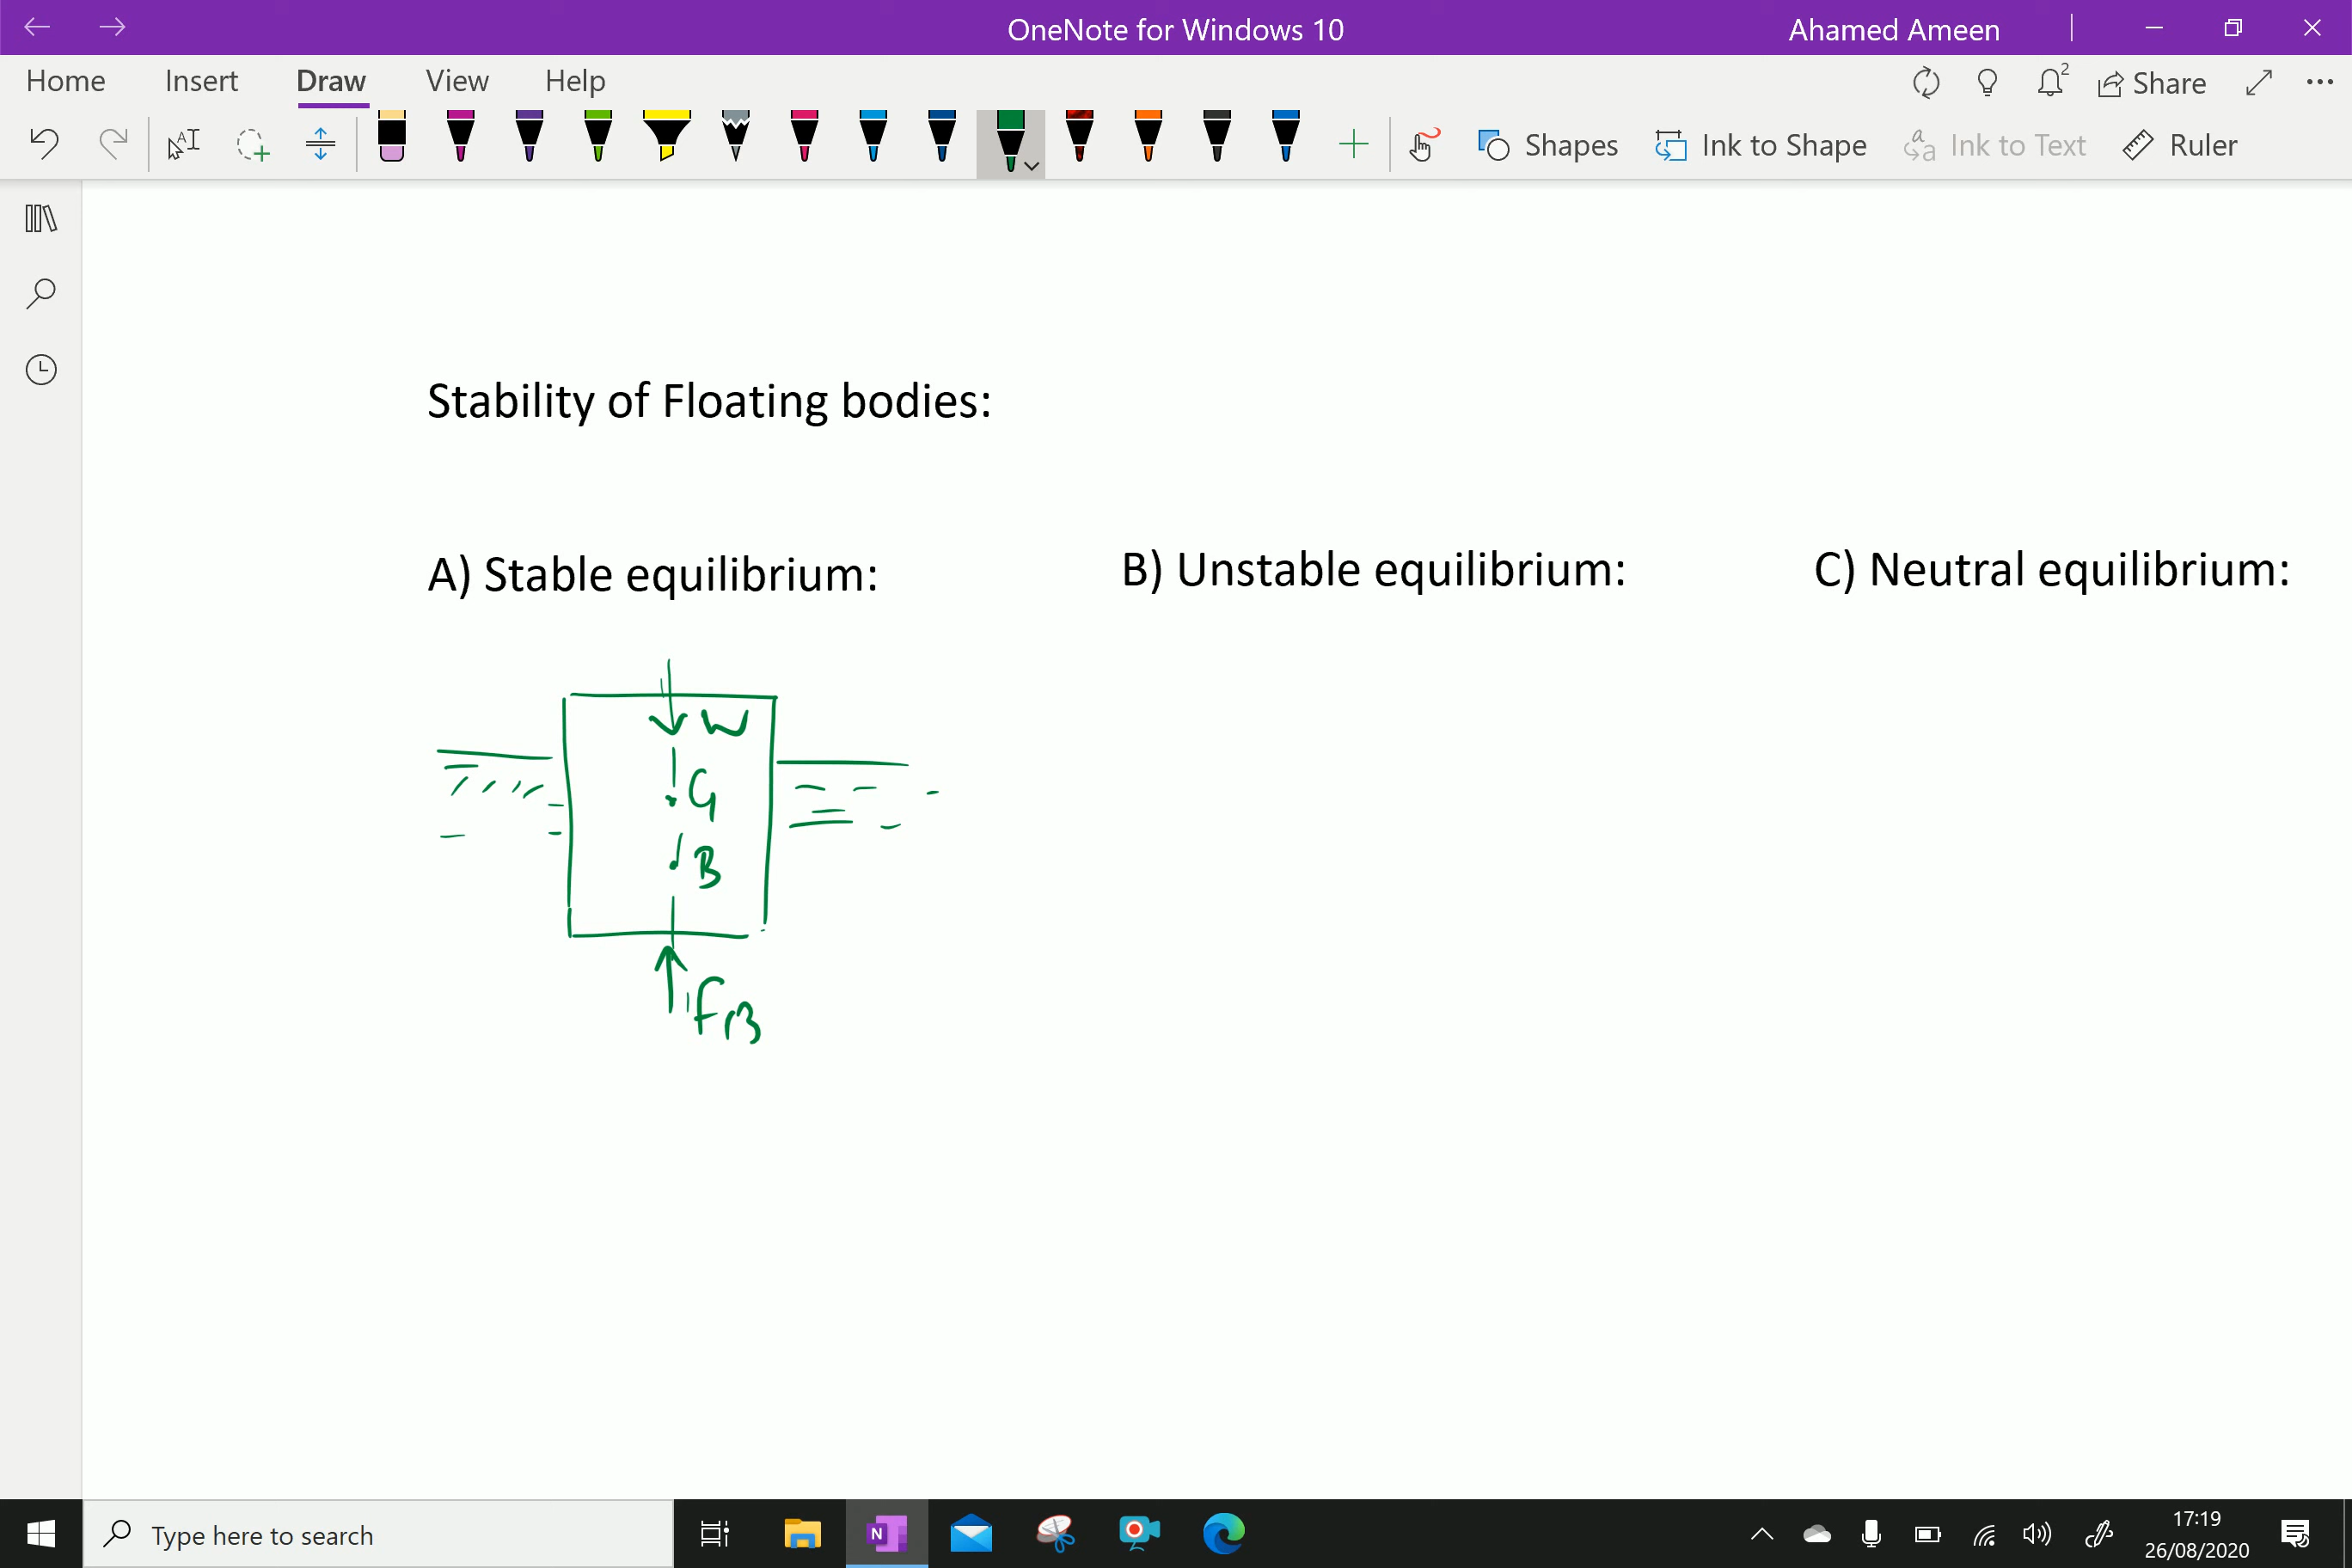 OneNote for Windows 10
Ahamed Ameen
Home Insert Draw View Help
2 Share
Shapes Ink to Shape Ink to Text Ruler
Stability of Floating bodies:
A) Stable equilibrium:
B) Unstable equilibrium:
C) Neutral equilibrium:
W
G
B
FB
Type here to search
17:19
26/08/2020